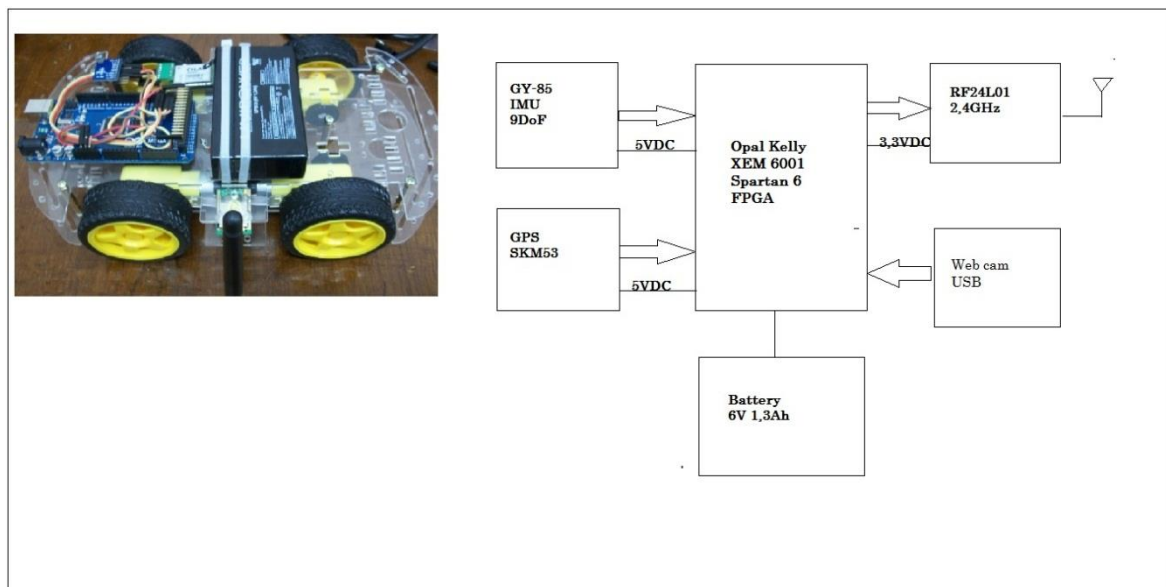 GY-85
IMU
9DoF
5VDC
Opal Kelly
XEM 6001
Spartan 6
FPGA
RF24L01
2,4GHz
3,3VDC
GPS
SKM53
5VDC
Web cam
USB
Battery
6V 1,3Ah